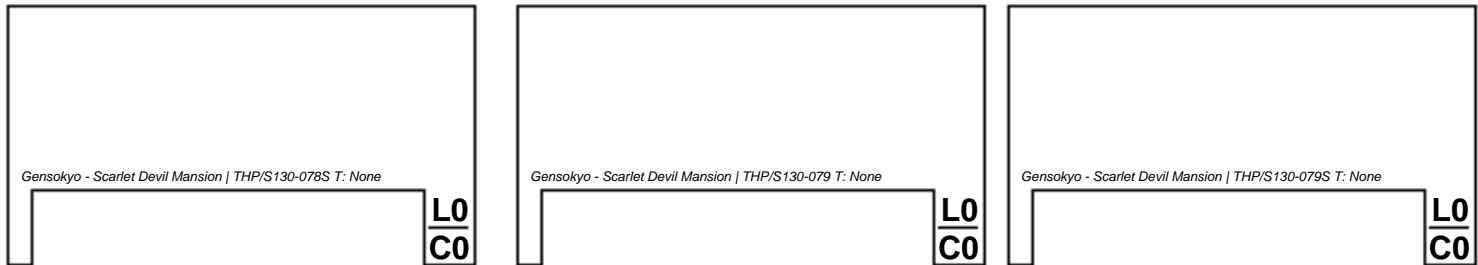 Gensokyo - Scarlet Devil Mansion | THP/S130-078S T: None
L0
C0
Gensokyo - Scarlet Devil Mansion | THP/S130-079 T: None
L0
C0
Gensokyo - Scarlet Devil Mansion | THP/S130-079S T: None
L0
C0